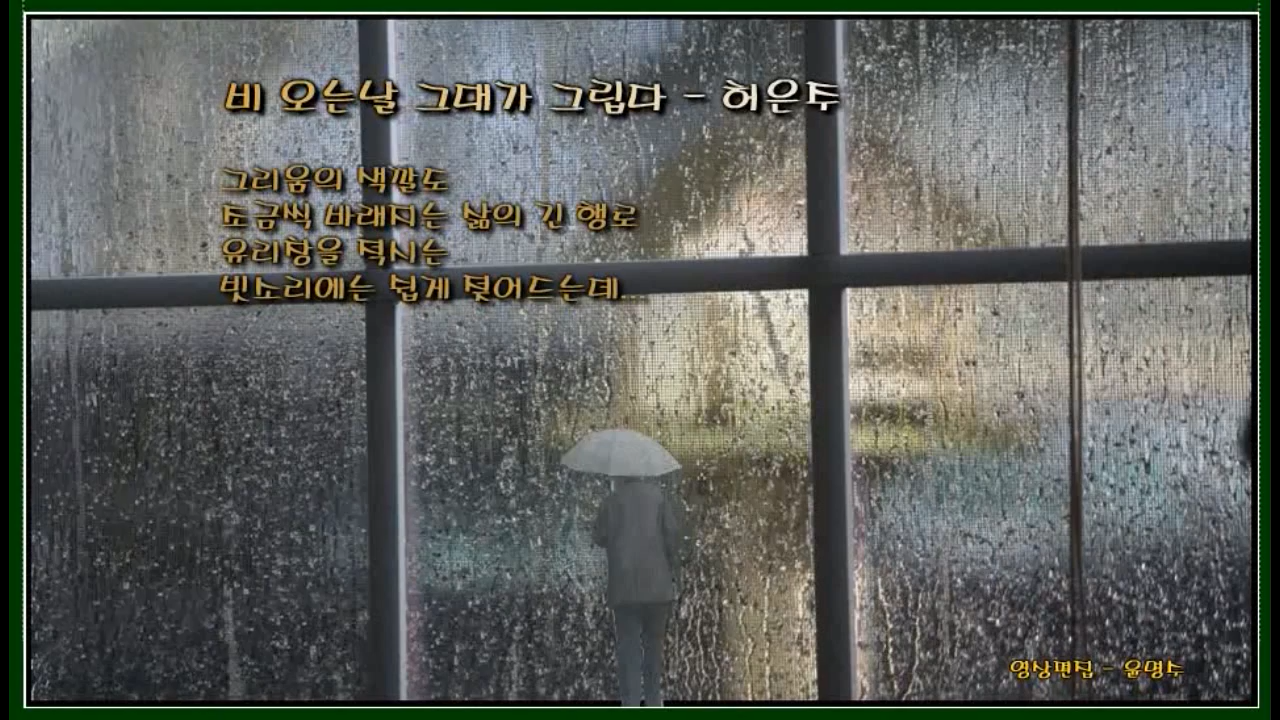 비 오는날 그대가 그립다 - 허은주
그리움의 색깔도
조금씩 바래지는 삶의 긴 행로
유리창을 적시는
빗소리에는 쉽게 젖어드는데...
영상편집 - 윤명수